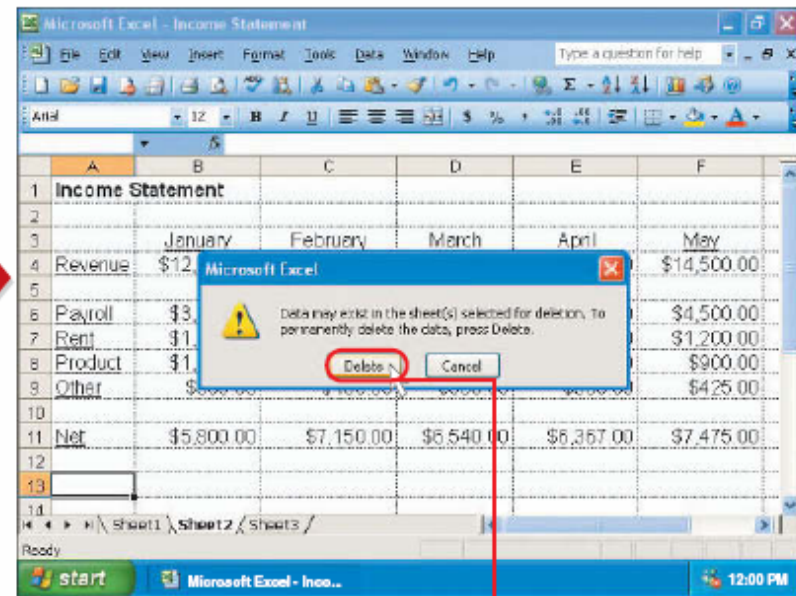 Microsoft Excel - Income Statement
File Edit View Insert Format Tools Data Window Help Type a question for help
Arial 12 B I U $ %
A B C D E F
1 Income Statement
2
3 January February March April May
4 Revenue $12, $14,500.00
5
6 Payroll $3, $4,500.00
7 Rent $1, $1,200.00
8 Product $1, $900.00
9 Other $425.00
10
11 Net $5,800.00 $7,150.00 $6,540.00 $6,367.00 $7,475.00
12
13
14
Microsoft Excel
Data may exist in the sheet(s) selected for deletion. To
permanently delete the data, press Delete.
Delete Cancel
Sheet1 Sheet2 Sheet3
Ready
start Microsoft Excel - Inco... 12:00 PM